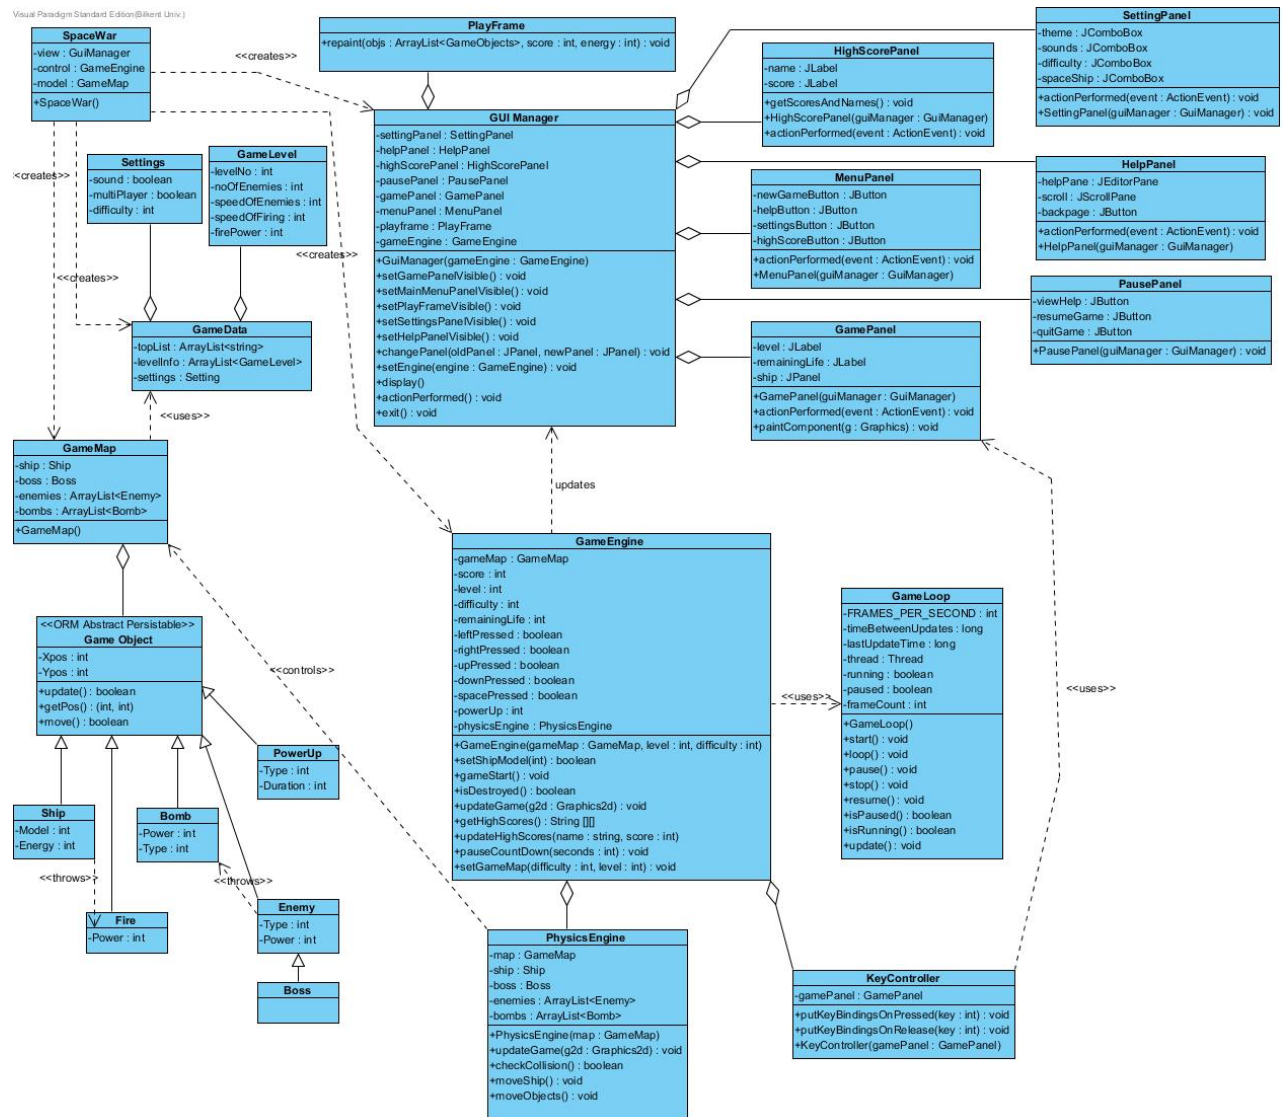 Visual Paradigm Standard Edition(Bilkent Univ.)
SpaceWar
-view : GuiManager
-control : GameEngine
-model : GameMap
+SpaceWar()
<<creates>>
PlayFrame
+repaint(objs : ArrayList<GameObjects>, score : int, energy : int) : void
SettingPanel
-theme : JComboBox
-sounds : JComboBox
-difficulty : JComboBox
-spaceShip : JComboBox
+actionPerformed(event : ActionEvent) : void
+SettingPanel(guiManager : GuiManager) : void
HighScorePanel
-name : JLabel
-score : JLabel
+getScoresAndNames() : void
+HighScorePanel(guiManager : GuiManager)
+actionPerformed(event : ActionEvent) : void
GUI Manager
-settingPanel : SettingPanel
-helpPanel : HelpPanel
-highScorePanel : HighScorePanel
-pausePanel : PausePanel
-gamePanel : GamePanel
-menuPanel : MenuPanel
-playframe : PlayFrame
-gameEngine : GameEngine
+GuiManager(gameEngine : GameEngine)
+setGamePanelVisible() : void
+setMainMenuPanelVisible() : void
+setPlayFrameVisible() : void
+setSettingsPanelVisible() : void
+setHelpPanelVisible() : void
+changePanel(oldPanel : JPanel, newPanel : JPanel) : void
+setEngine(engine : GameEngine) : void
+display()
+actionPerformed() : void
+exit() : void
HelpPanel
-helpPane : JEditorPane
-scroll : JScrollPane
-backpage : JButton
+actionPerformed(event : ActionEvent) : void
+HelpPanel(guiManager : GuiManager)
MenuPanel
-newGameButton : JButton
-helpButton : JButton
-settingsButton : JButton
-highScoreButton : JButton
+actionPerformed(event : ActionEvent) : void
+MenuPanel(guiManager : GuiManager)
PausePanel
-viewHelp : JButton
-resumeGame : JButton
-quitGame : JButton
+PausePanel(guiManager : GuiManager) : void
GamePanel
-level : JLabel
-remainingLife : JLabel
-ship : JPanel
+GamePanel(guiManager : GuiManager)
+actionPerformed(event : ActionEvent) : void
+paintComponent(g : Graphics) : void
<<creates>>
Settings
-sound : boolean
-multiPlayer : boolean
-difficulty : int
GameLevel
-levelNo : int
-noOfEnemies : int
-speedOfEnemies : int
-speedOfFiring : int
-firePower : int
<<creates>>
<<creates>>
GameData
-topList : ArrayList<string>
-levelInfo : ArrayList<GameLevel>
-settings : Setting
<<uses>>
GameMap
-ship : Ship
-boss : Boss
-enemies : ArrayList<Enemy>
-bombs : ArrayList<Bomb>
+GameMap()
updates
<<uses>>
GameEngine
-gameMap : GameMap
-score : int
-level : int
-difficulty : int
-remainingLife : int
-leftPressed : boolean
-rightPressed : boolean
-upPressed : boolean
-downPressed : boolean
-spacePressed : boolean
-powerUp : int
-physicsEngine : PhysicsEngine
+GameEngine(gameMap : GameMap, level : int, difficulty : int)
+setShipModel(int) : boolean
+gameStart() : void
+isDestroyed() : boolean
+updateGame(g2d : Graphics2d) : void
+getHighScores() : String [][]
+updateHighScores(name : string, score : int)
+pauseCountDown(seconds : int) : void
+setGameMap(difficulty : int, level : int) : void
<<uses>>
GameLoop
-FRAMES_PER_SECOND : int
-timeBetweenUpdates : long
-lastUpdateTime : long
-thread : Thread
-running : boolean
-paused : boolean
-frameCount : int
+GameLoop()
+start() : void
+loop() : void
+pause() : void
+stop() : void
+resume() : void
+isPaused() : boolean
+isRunning() : boolean
+update() : void
<<ORM Abstract Persistable>>
Game Object
-Xpos : int
-Ypos : int
+update() : boolean
+getPos() : (int, int)
+move() : boolean
<<controls>>
PowerUp
-Type : int
-Duration : int
Ship
-Model : int
-Energy : int
Bomb
-Power : int
-Type : int
<<throws>>
<<throws>>
Fire
-Power : int
Enemy
-Type : int
-Power : int
Boss
PhysicsEngine
-map : GameMap
-ship : Ship
-boss : Boss
-enemies : ArrayList<Enemy>
-bombs : ArrayList<Bomb>
+PhysicsEngine(map : GameMap)
+updateGame(g2d : Graphics2d) : void
+checkCollision() : boolean
+moveShip() : void
+moveObjects() : void
KeyController
-gamePanel : GamePanel
+putKeyBindingsOnPressed(key : int) : void
+putKeyBindingsOnRelease(key : int) : void
+KeyController(gamePanel : GamePanel)